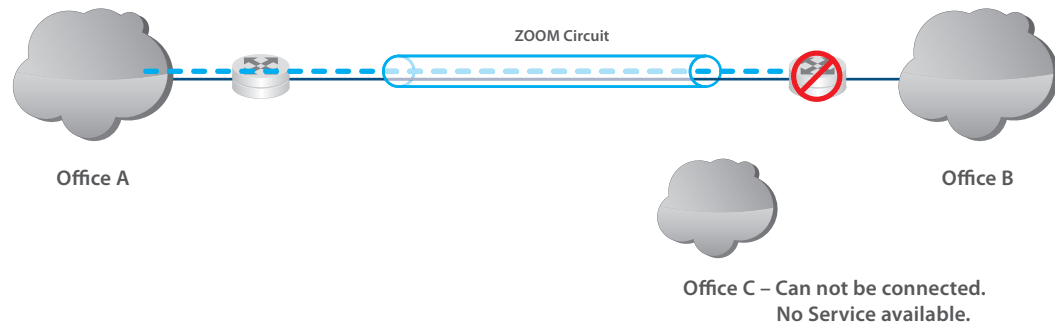 ZOOM Circuit
Office A
Office B
Office C – Can not be connected.
No Service available.